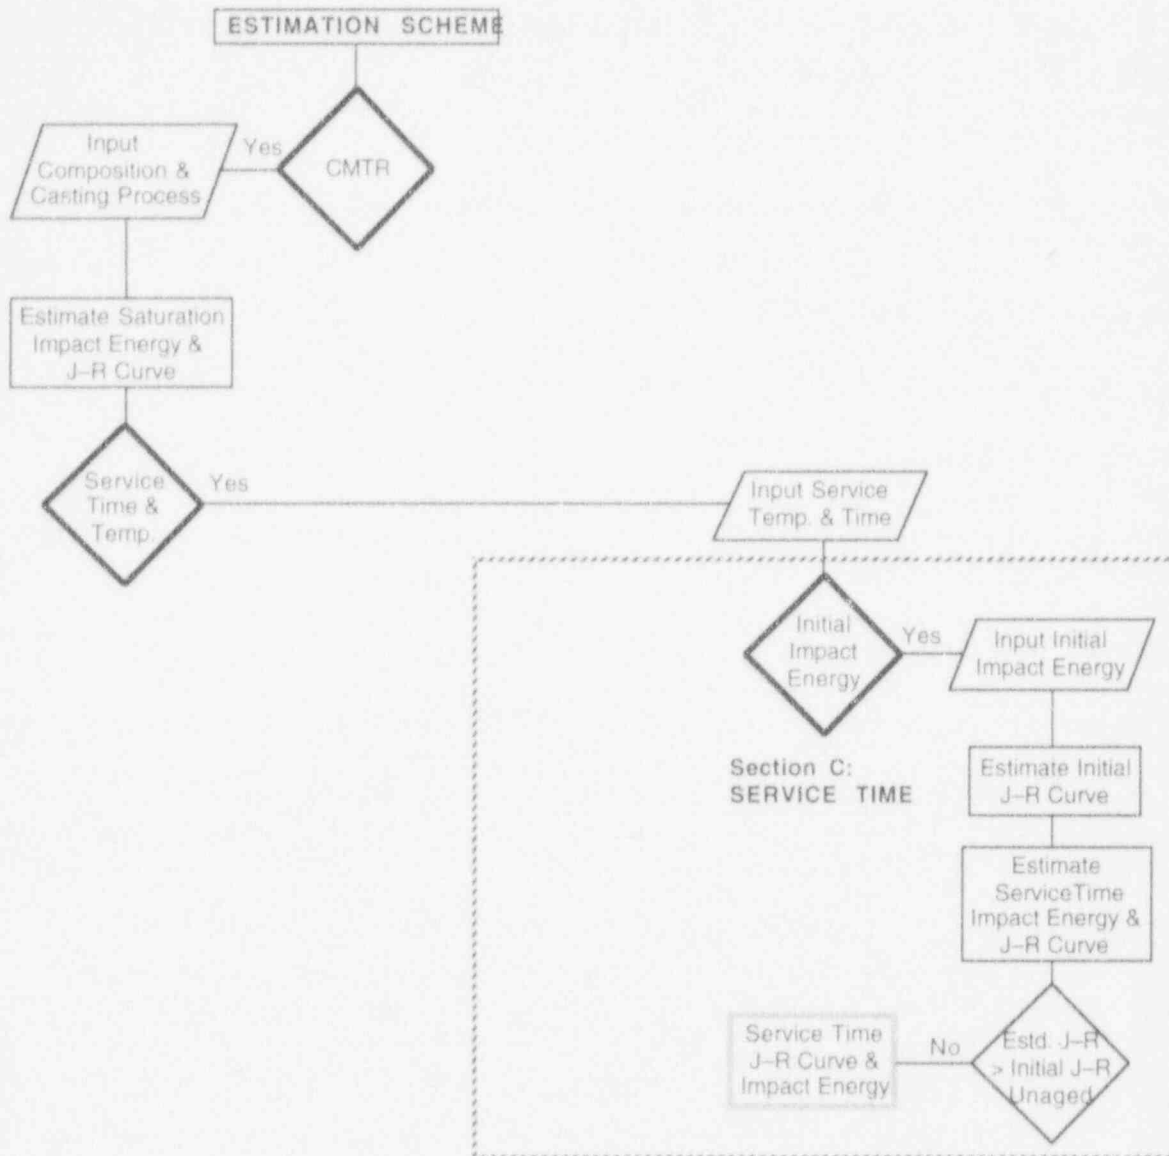 ESTIMATION SCHEME
CMTR
Yes
Input
Composition &
Casting Process
Estimate Saturation
Impact Energy &
J–R Curve
Service
Time &
Temp.
Yes
Input Service
Temp. & Time
Initial
Impact
Energy
Yes
Input Initial
Impact Energy
Section C:
SERVICE TIME
Estimate Initial
J–R Curve
Estimate
ServiceTime
Impact Energy &
J–R Curve
Estd. J–R
> Initial J–R
Unaged
No
Service Time
J–R Curve &
Impact Energy